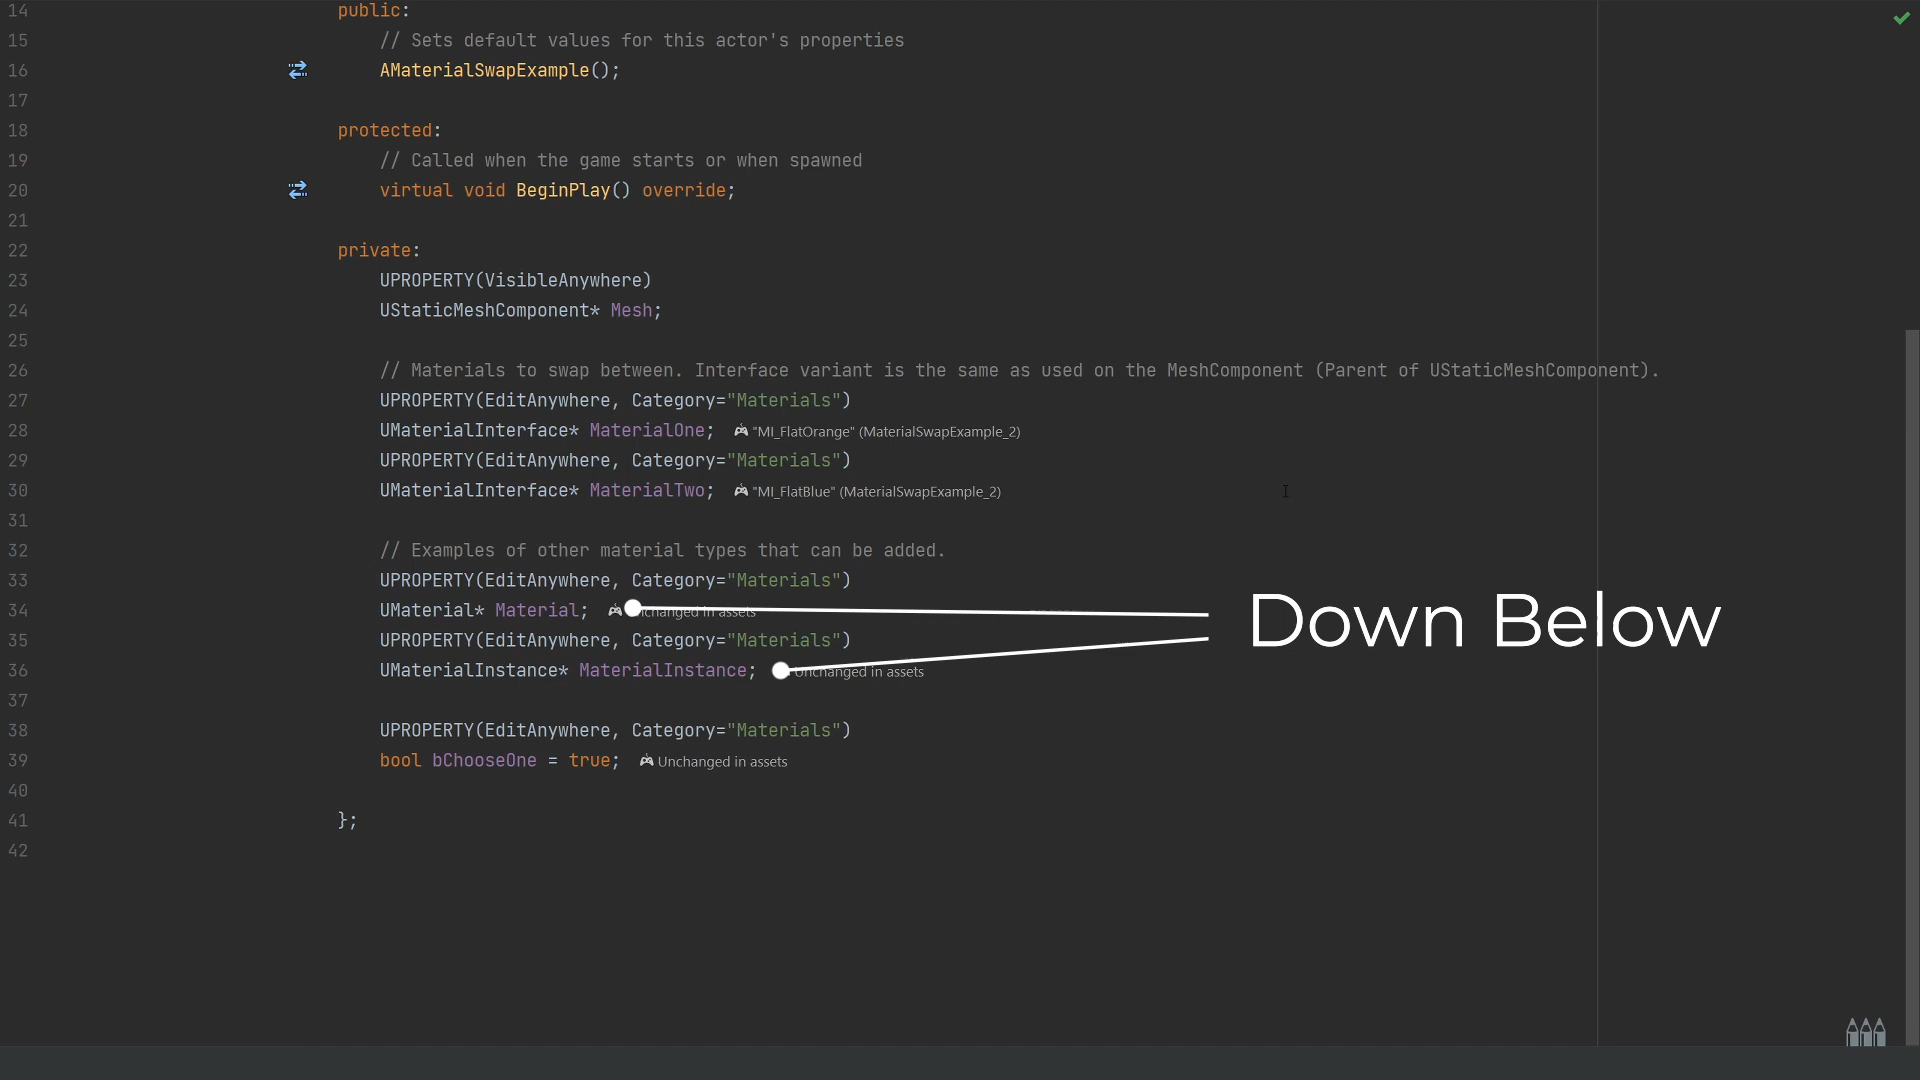 14 public:
15 // Sets default values for this actor's properties
16 AMaterialSwapExample();
17
18 protected:
19 // Called when the game starts or when spawned
20 virtual void BeginPlay() override;
21
22 private:
23 UPROPERTY(VisibleAnywhere)
24 UStaticMeshComponent* Mesh;
25
26 // Materials to swap between. Interface variant is the same as used on the MeshComponent (Parent of UStaticMeshComponent).
27 UPROPERTY(EditAnywhere, Category="Materials")
28 UMaterialInterface* MaterialOne; "MI_FlatOrange" (MaterialSwapExample_2)
29 UPROPERTY(EditAnywhere, Category="Materials")
30 UMaterialInterface* MaterialTwo; "MI_FlatBlue" (MaterialSwapExample_2)
31
32 // Examples of other material types that can be added.
33 UPROPERTY(EditAnywhere, Category="Materials")
34 UMaterial* Material; Unchanged in assets
Down Below
35 UPROPERTY(EditAnywhere, Category="Materials")
36 UMaterialInstance* MaterialInstance; Unchanged in assets
37
38 UPROPERTY(EditAnywhere, Category="Materials")
39 bool bChooseOne = true; Unchanged in assets
40
41 };
42